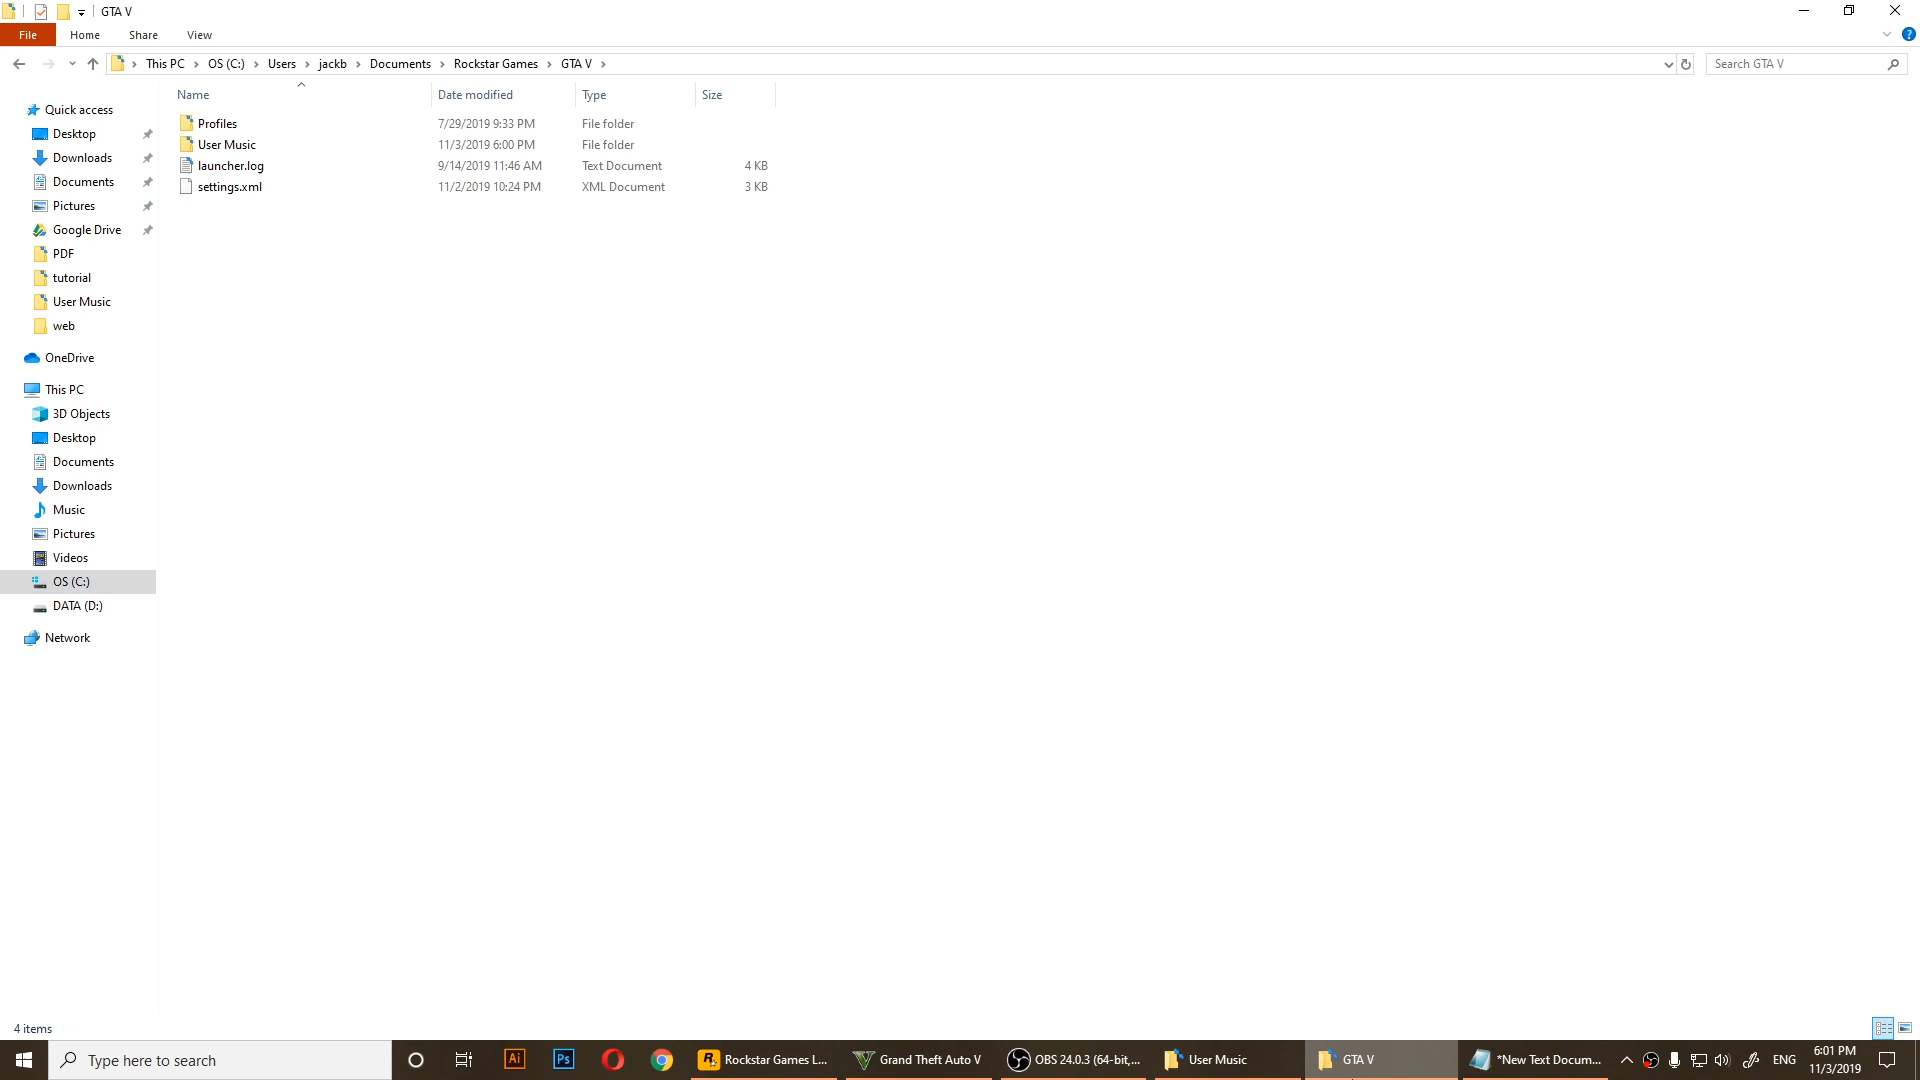 GTA V
File Home Share View
This PC OS (C:) Users jackb Documents Rockstar Games GTA V
Search GTA V
Name Date modified Type Size
Profiles 7/29/2019 9:33 PM File folder
User Music 11/3/2019 6:00 PM File folder
launcher.log 9/14/2019 11:46 AM Text Document 4 KB
settings.xml 11/2/2019 10:24 PM XML Document 3 KB
Quick access
Desktop
Downloads
Documents
Pictures
Google Drive
PDF
tutorial
User Music
web
OneDrive
This PC
3D Objects
Desktop
Documents
Downloads
Music
Pictures
Videos
OS (C:)
DATA (D:)
Network
4 items
Type here to search
Ai Ps Rockstar Games L... Grand Theft Auto V OBS 24.0.3 (64-bit,... User Music GTA V *New Text Docum... ENG
6:01 PM
11/3/2019